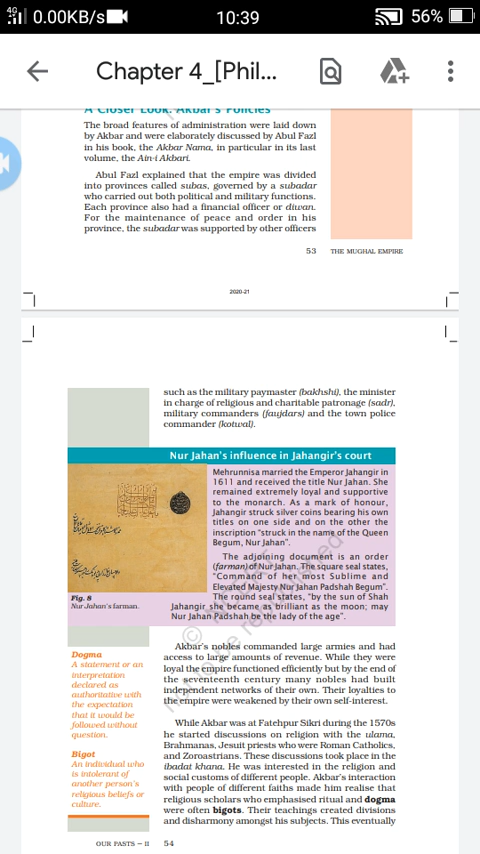 4G 0.00KB/s 10:39 56%
Chapter 4_[Phil...
A Closer Look: Akbar's Policies
The broad features of administration were laid down
by Akbar and were elaborately discussed by Abul Fazl
in his book, the Akbar Nama, in particular in its last
volume, the Ain-i Akbari.
Abul Fazl explained that the empire was divided
into provinces called subas, governed by a subadar
who carried out both political and military functions.
Each province also had a financial officer or diwan.
For the maintenance of peace and order in his
province, the subadar was supported by other officers
53 THE MUGHAL EMPIRE
2020-21
such as the military paymaster (bakhshi), the minister
in charge of religious and charitable patronage (sadr),
military commanders (faujdars) and the town police
commander (kotwal).
Nur Jahan's influence in Jahangir's court
Mehrunnisa married the Emperor Jahangir in
1611 and received the title Nur Jahan. She
remained extremely loyal and supportive
to the monarch. As a mark of honour,
Jahangir struck silver coins bearing his own
titles on one side and on the other the
inscription "struck in the name of the Queen
Begum, Nur Jahan".
The adjoining document is an order
(farman) of Nur Jahan. The square seal states,
"Command of her most Sublime and
Elevated Majesty Nur Jahan Padshah Begum".
The round seal states, "by the sun of Shah
Jahangir she became as brilliant as the moon; may
Nur Jahan Padshah be the lady of the age".
Fig. 8
Nur Jahan's farman.
Akbar's nobles commanded large armies and had
access to large amounts of revenue. While they were
loyal the empire functioned efficiently but by the end of
the seventeenth century many nobles had built
independent networks of their own. Their loyalties to
the empire were weakened by their own self-interest.
Dogma
A statement or an
interpretation
declared as
authoritative with
the expectation
that it would be
followed without
question.
Bigot
An individual who
is intolerant of
another person's
religious beliefs or
culture.
While Akbar was at Fatehpur Sikri during the 1570s
he started discussions on religion with the ulama,
Brahmanas, Jesuit priests who were Roman Catholics,
and Zoroastrians. These discussions took place in the
ibadat khana. He was interested in the religion and
social customs of different people. Akbar's interaction
with people of different faiths made him realise that
religious scholars who emphasised ritual and dogma
were often bigots. Their teachings created divisions
and disharmony amongst his subjects. This eventually
OUR PASTS – II 54